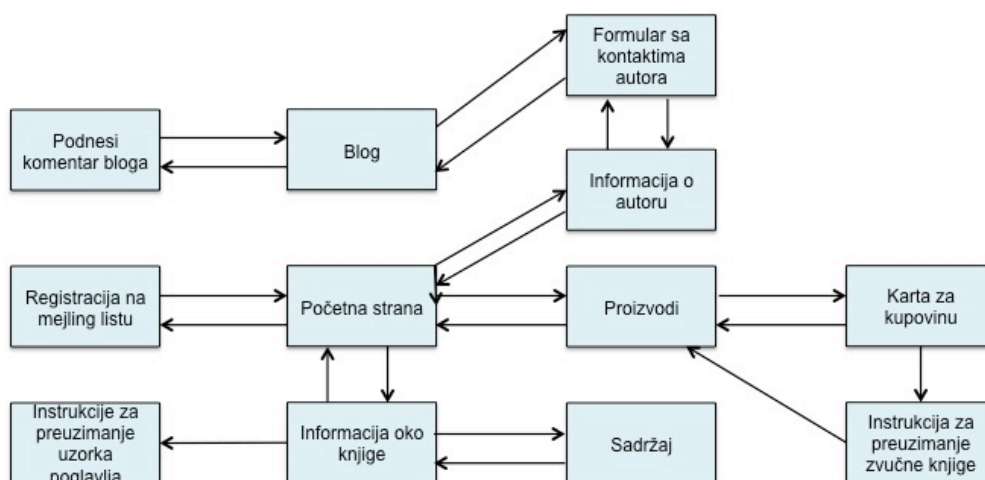 Formular sa
kontaktima
autora
Podnesi
komentar bloga
Blog
Informacija o
autoru
Registracija na
mejling listu
Početna strana
Proizvodi
Karta za
kupovinu
Instrukcije za
preuzimanje
uzorka
poglavlja
Informacija oko
knjige
Sadržaj
Instrukcija za
preuzimanje
zvučne knjige